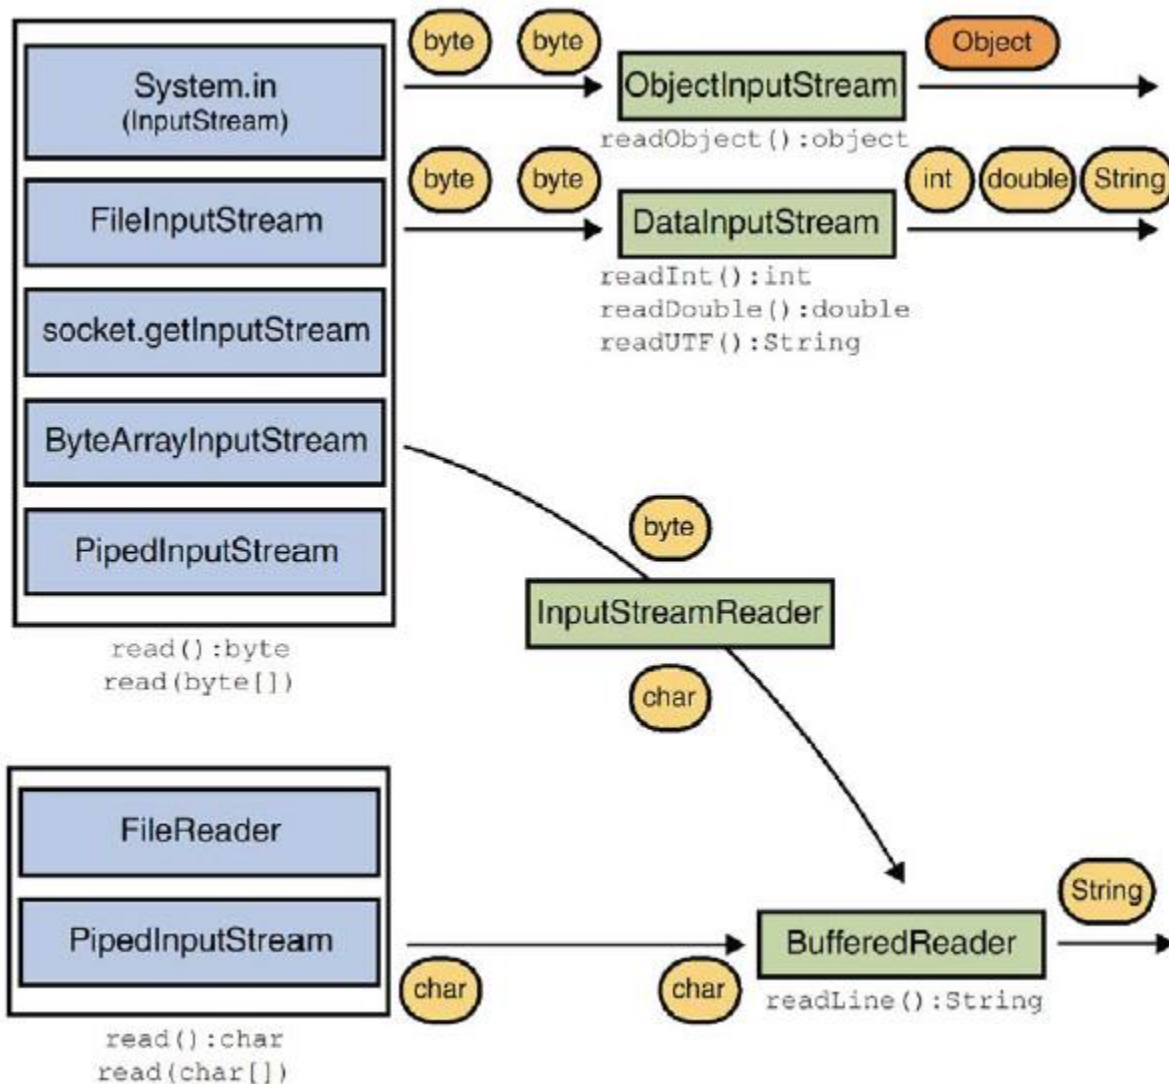 System.in
(InputStream)
FileInputStream
socket.getInputStream
ByteArrayInputStream
PipedInputStream
read():byte
read(byte[])
byte byte
ObjectInputStream
readObject():object
Object
byte byte
DataInputStream
readInt():int
readDouble():double
readUTF():String
int double String
byte
InputStreamReader
char
FileReader
PipedInputStream
read():char
read(char[])
char char
BufferedReader
readLine():String
String